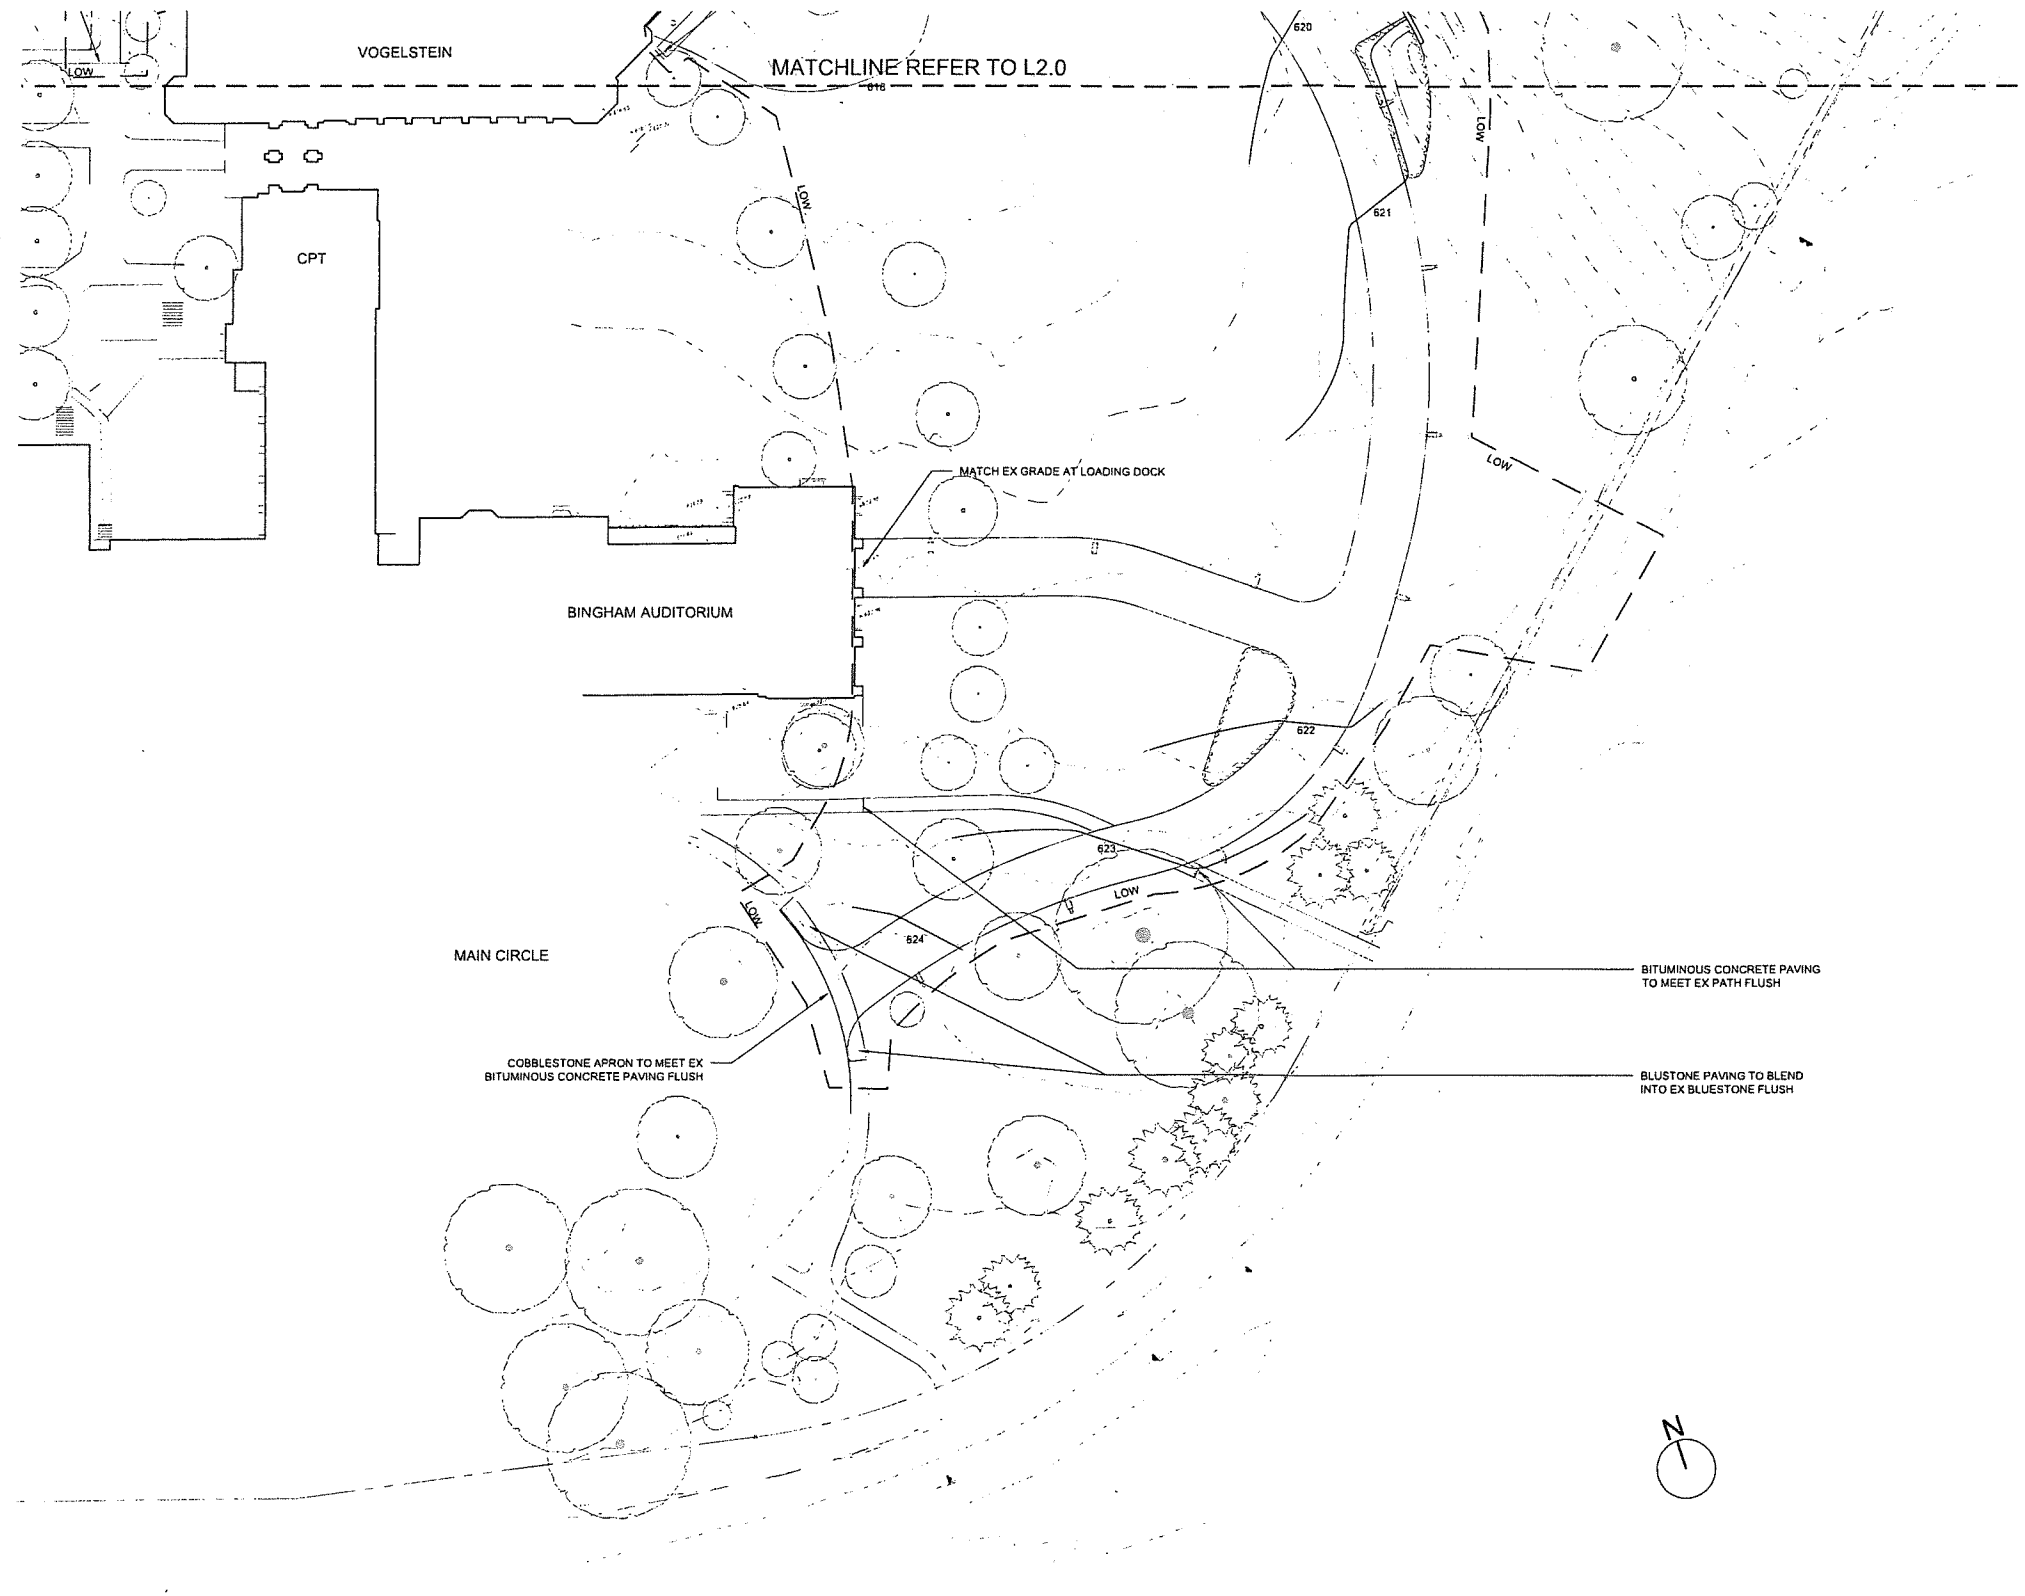 620
VOGELSTEIN
MATCHLINE REFER TO L2.0
LOW
618
LOW
LOW
621
CPT
LOW
MATCH EX GRADE AT LOADING DOCK
BINGHAM AUDITORIUM
622
623
LOW
LOW
624
MAIN CIRCLE
BITUMINOUS CONCRETE PAVING
TO MEET EX PATH FLUSH
COBBLESTONE APRON TO MEET EX
BITUMINOUS CONCRETE PAVING FLUSH
BLUSTONE PAVING TO BLEND
INTO EX BLUESTONE FLUSH
N